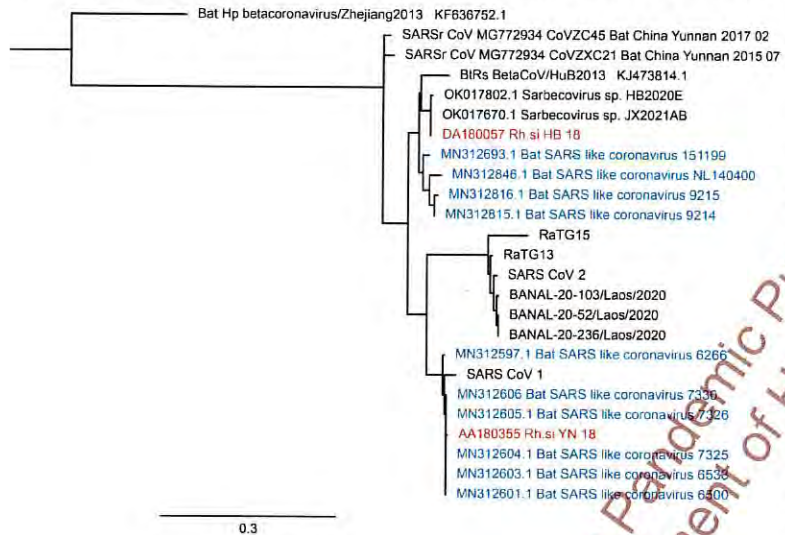 Bat Hp betacoronavirus/Zhejiang2013 KF636752.1
SARSr CoV MG772934 CoVZC45 Bat China Yunnan 2017 02
SARSr CoV MG772934 CoVZXC21 Bat China Yunnan 2015 07
BtRs BetaCoV/HuB2013 KJ473814.1
OK017802.1 Sarbecovirus sp. HB2020E
OK017670.1 Sarbecovirus sp. JX2021AB
DA180057 Rh.si HB 18
MN312693.1 Bat SARS like coronavirus 151199
MN312846.1 Bat SARS like coronavirus NL140400
MN312816.1 Bat SARS like coronavirus 9215
MN312815.1 Bat SARS like coronavirus 9214
RaTG15
RaTG13
SARS CoV 2
BANAL-20-103/Laos/2020
BANAL-20-52/Laos/2020
BANAL-20-236/Laos/2020
MN312597.1 Bat SARS like coronavirus 6266
SARS CoV 1
MN312606 Bat SARS like coronavirus 7330
MN312605.1 Bat SARS like coronavirus 7326
AA180355 Rh.si YN 18
MN312604.1 Bat SARS like coronavirus 7325
MN312603.1 Bat SARS like coronavirus 6538
MN312601.1 Bat SARS like coronavirus 6500
0.3
Pandemic
of